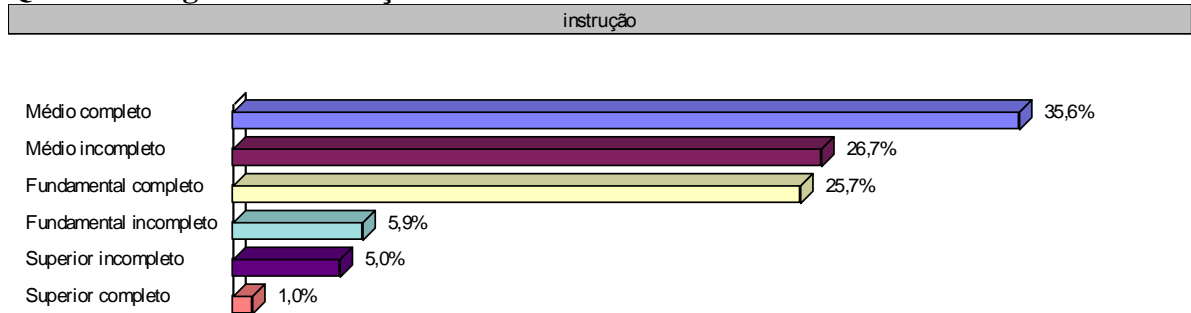 instrução
Médio completo 35,6%
Médio incompleto 26,7%
Fundamental completo 25,7%
Fundamental incompleto 5,9%
Superior incompleto 5,0%
Superior completo 1,0%